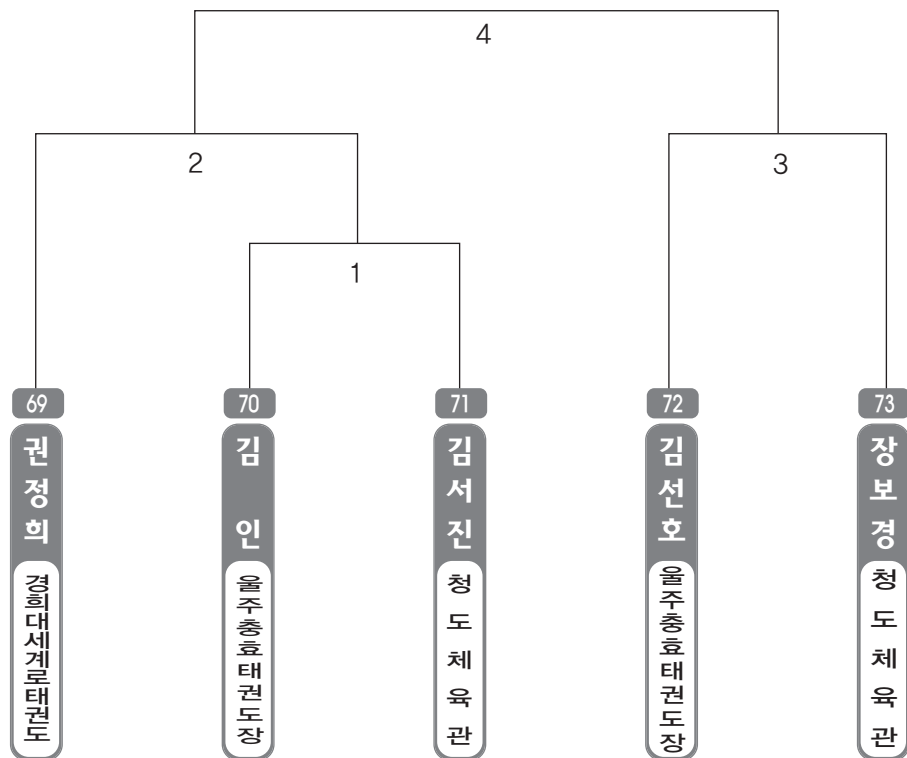 4
2
3
1
69
70
71
72
73
권정희
김 인
김서진
김선호
장보경
경희대세계로태권도
울주충효태권도장
청도체육관
울주충효태권도장
청도체육관